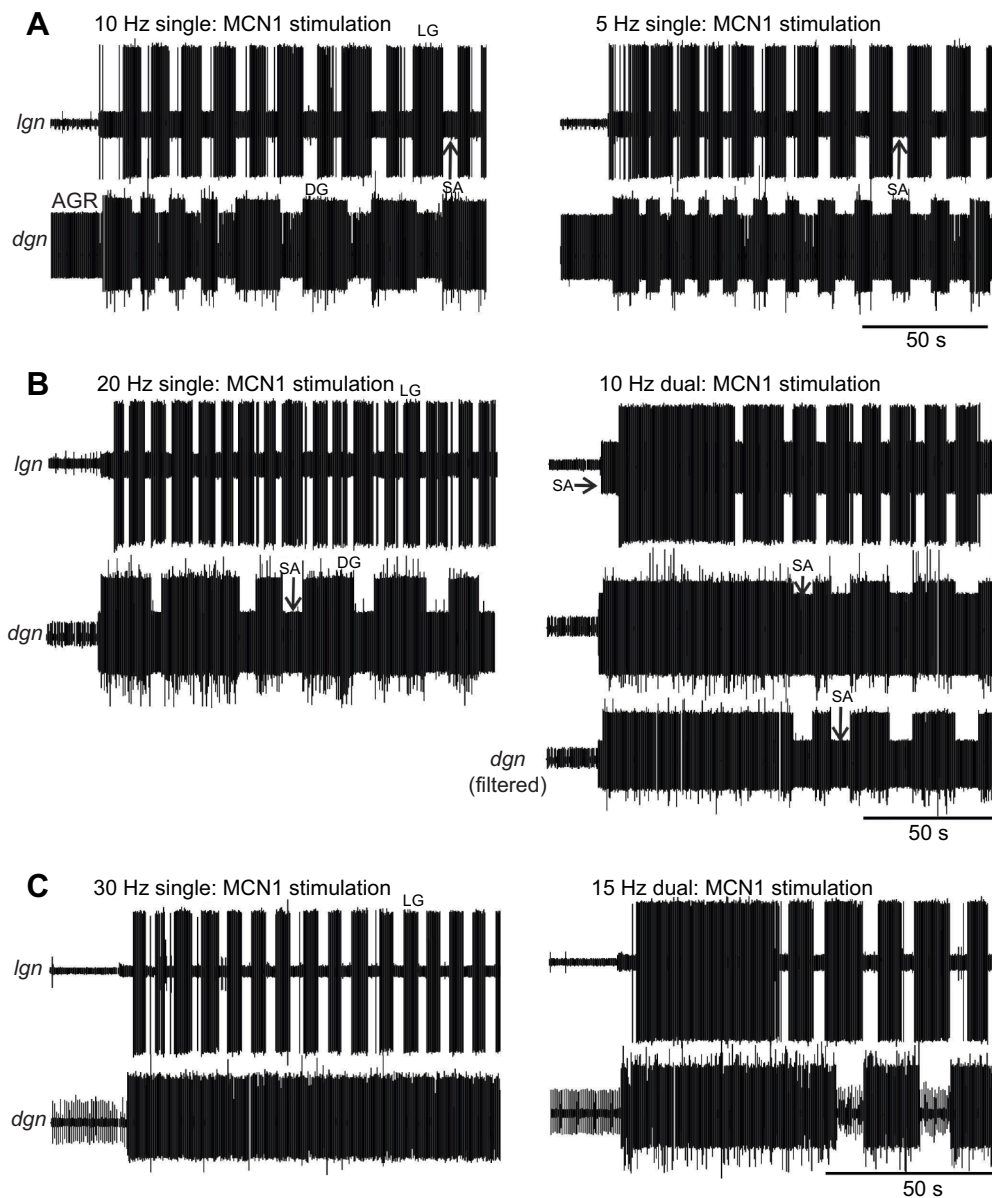 A
10 Hz single: MCN1 stimulation
5 Hz single: MCN1 stimulation
LG
lgn
SA
SA
AGR
DG
dgn
50 s
B
20 Hz single: MCN1 stimulation
LG
10 Hz dual: MCN1 stimulation
lgn
SA
SA
DG
SA
dgn
SA
dgn
(filtered)
50 s
C
30 Hz single: MCN1 stimulation
LG
15 Hz dual: MCN1 stimulation
lgn
dgn
50 s